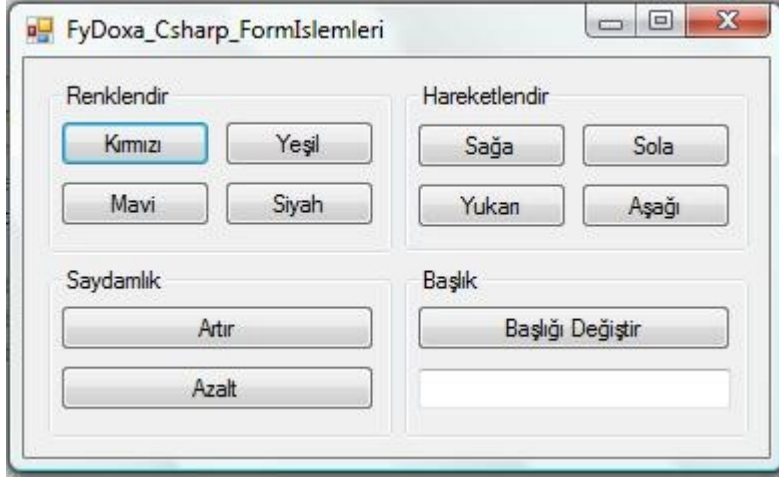 FyDoxa_Csharp_FormIslemleri
Renklendir
Kırmızı Yeşil
Mavi Siyah
Hareketlendir
Sağa Sola
Yukarı Aşağı
Saydamlık
Artır
Azalt
Başlık
Başlığı Değiştir